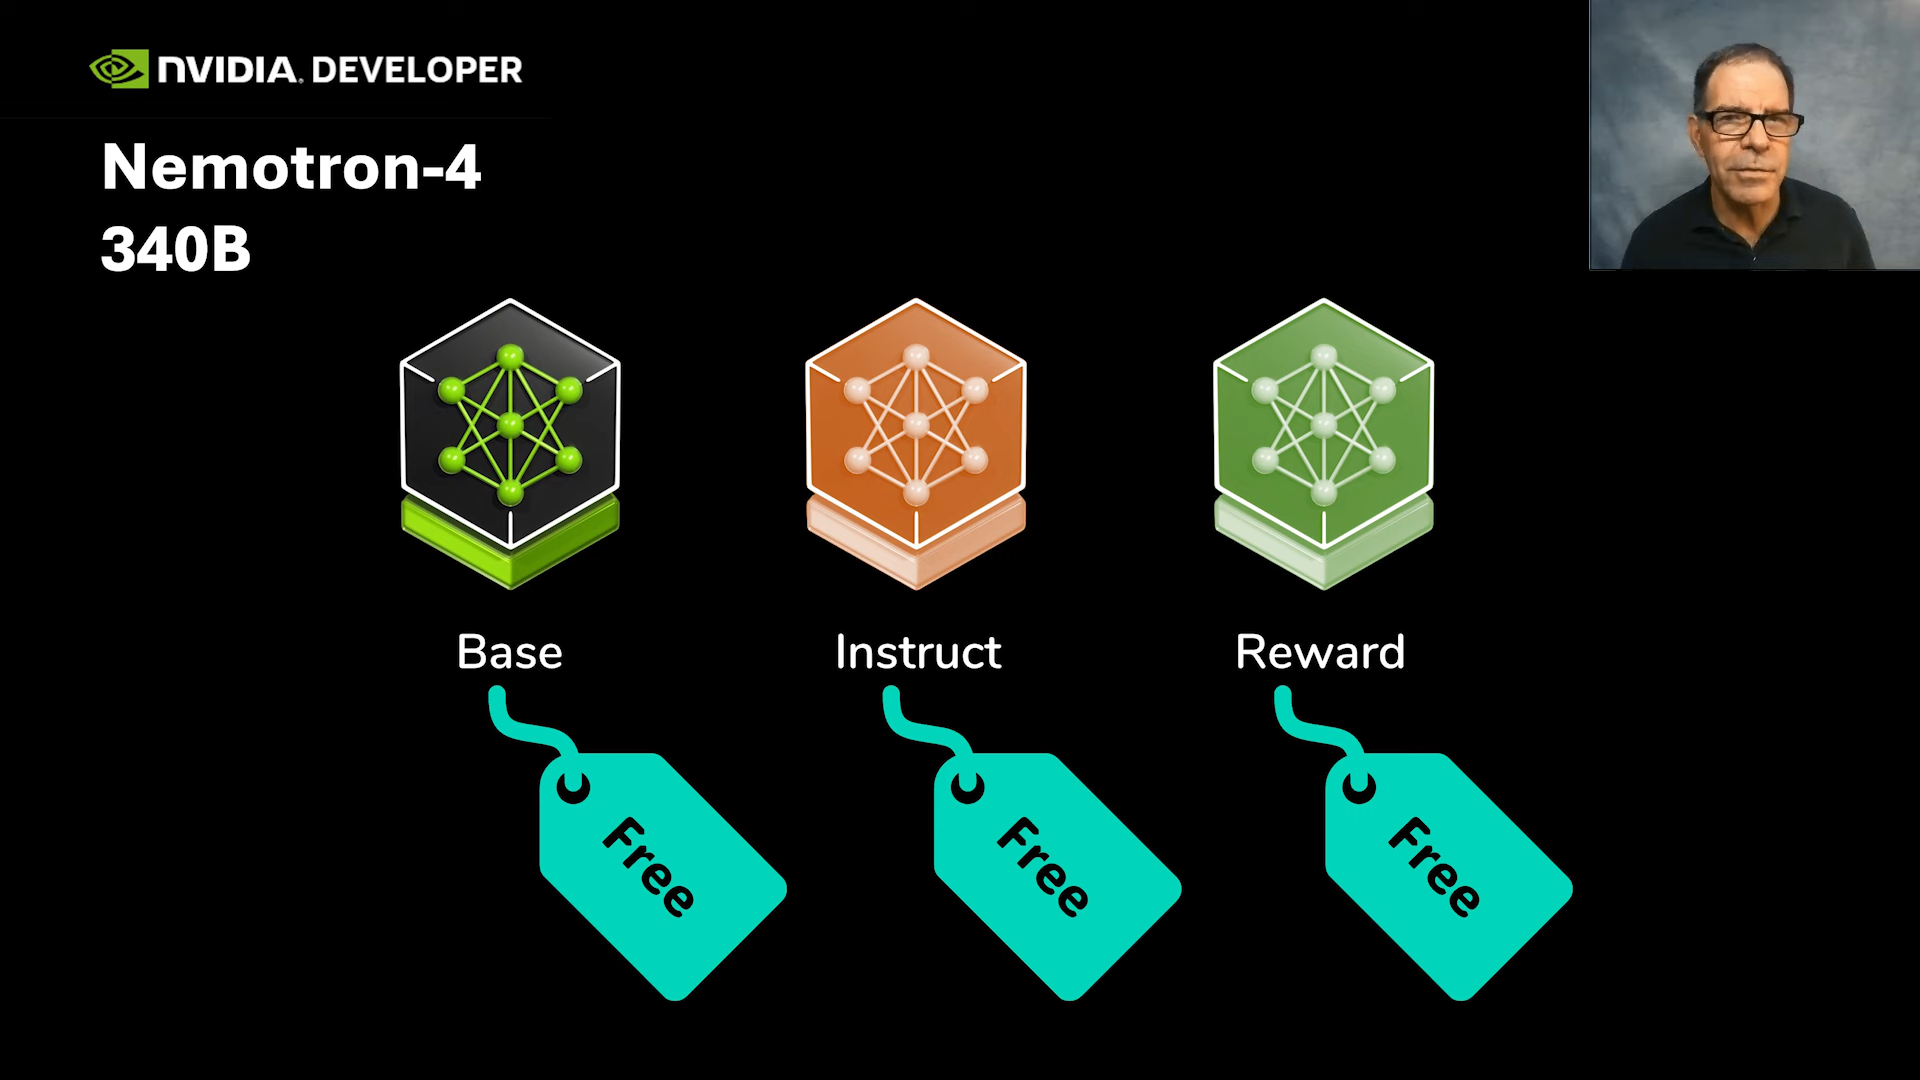 NVIDIA. DEVELOPER
Nemotron-4
340B
Base
Instruct
Reward
Free
Free
Free